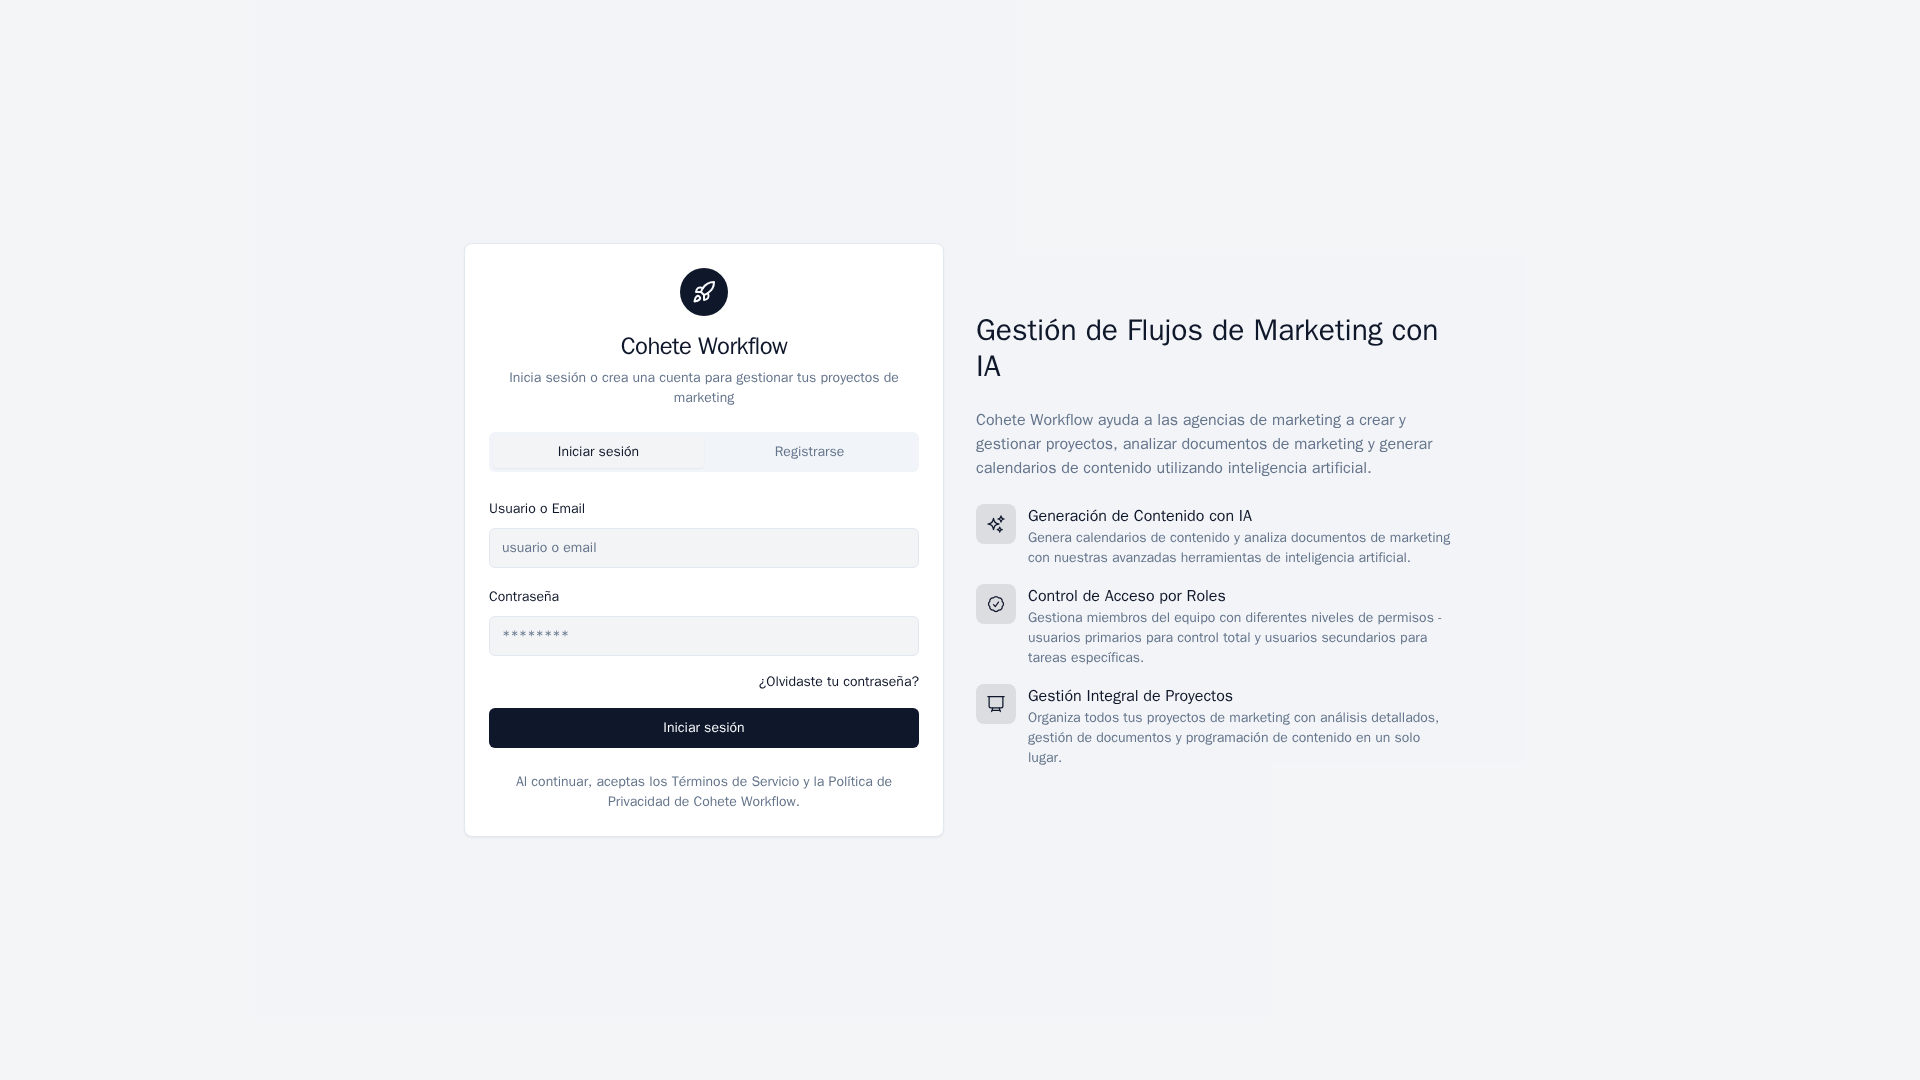 Cohete Workflow
Inicia sesión o crea una cuenta para gestionar tus proyectos de
marketing
Iniciar sesión
Registrarse
Usuario o Email
usuario o email
Contraseña
********
¿Olvidaste tu contraseña?
Iniciar sesión
Al continuar, aceptas los Términos de Servicio y la Política de
Privacidad de Cohete Workflow.
Gestión de Flujos de Marketing con
IA
Cohete Workflow ayuda a las agencias de marketing a crear y
gestionar proyectos, analizar documentos de marketing y generar
calendarios de contenido utilizando inteligencia artificial.
Generación de Contenido con IA
Genera calendarios de contenido y analiza documentos de marketing
con nuestras avanzadas herramientas de inteligencia artificial.
Control de Acceso por Roles
Gestiona miembros del equipo con diferentes niveles de permisos -
usuarios primarios para control total y usuarios secundarios para
tareas específicas.
Gestión Integral de Proyectos
Organiza todos tus proyectos de marketing con análisis detallados,
gestión de documentos y programación de contenido en un solo
lugar.